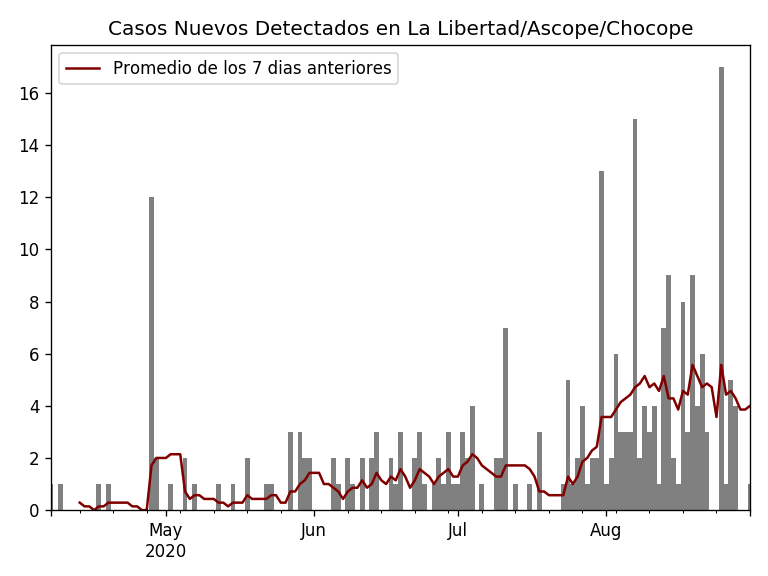 Casos Nuevos Detectados en La Libertad/Ascope/Chocope
Promedio de los 7 dias anteriores
16
14
12
10
8
6
4
2
0
May
2020
Jun
Jul
Aug